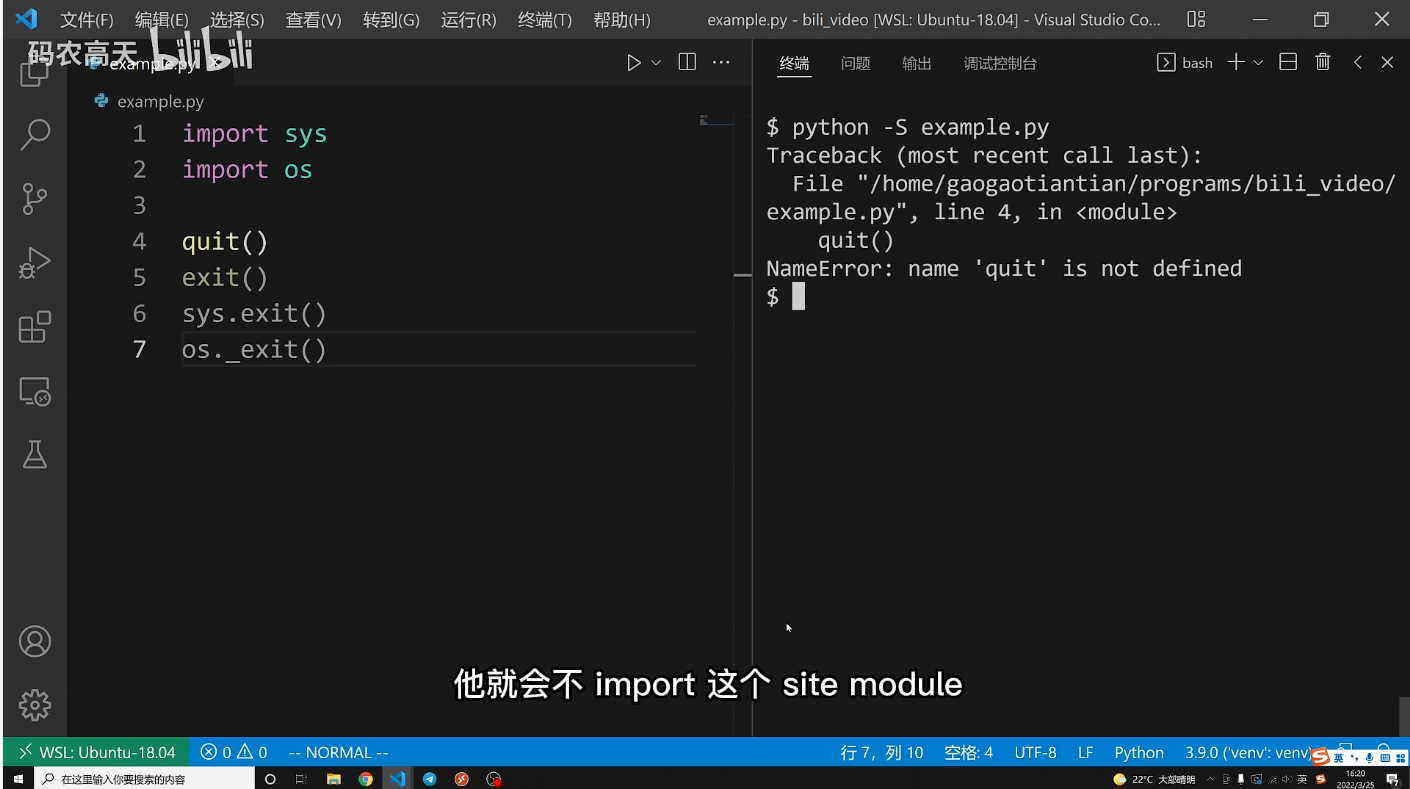 文件(F) 编辑(E) 选择(S) 查看(V) 转到(G) 运行(R) 终端(T) 帮助(H) example.py - bili_video [WSL: Ubuntu-18.04] - Visual Studio Co...
码农高天 bilibili
example.py
终端 问题 输出 调试控制台 bash
example.py
1 import sys
2 import os
3
4 quit()
5 exit()
6 sys.exit()
7 os._exit()
$ python -S example.py
Traceback (most recent call last):
File "/home/gaogaotiantian/programs/bili_video/
example.py", line 4, in <module>
quit()
NameError: name 'quit' is not defined
$
他就会不 import 这个 site module
WSL: Ubuntu-18.04 0 0 -- NORMAL -- 行 7，列 10 空格: 4 UTF-8 LF Python 3.9.0 ('venv': venv)
英
在这里输入你要搜索的内容 22°C 大部晴朗 英 16:20
2022/3/25 7